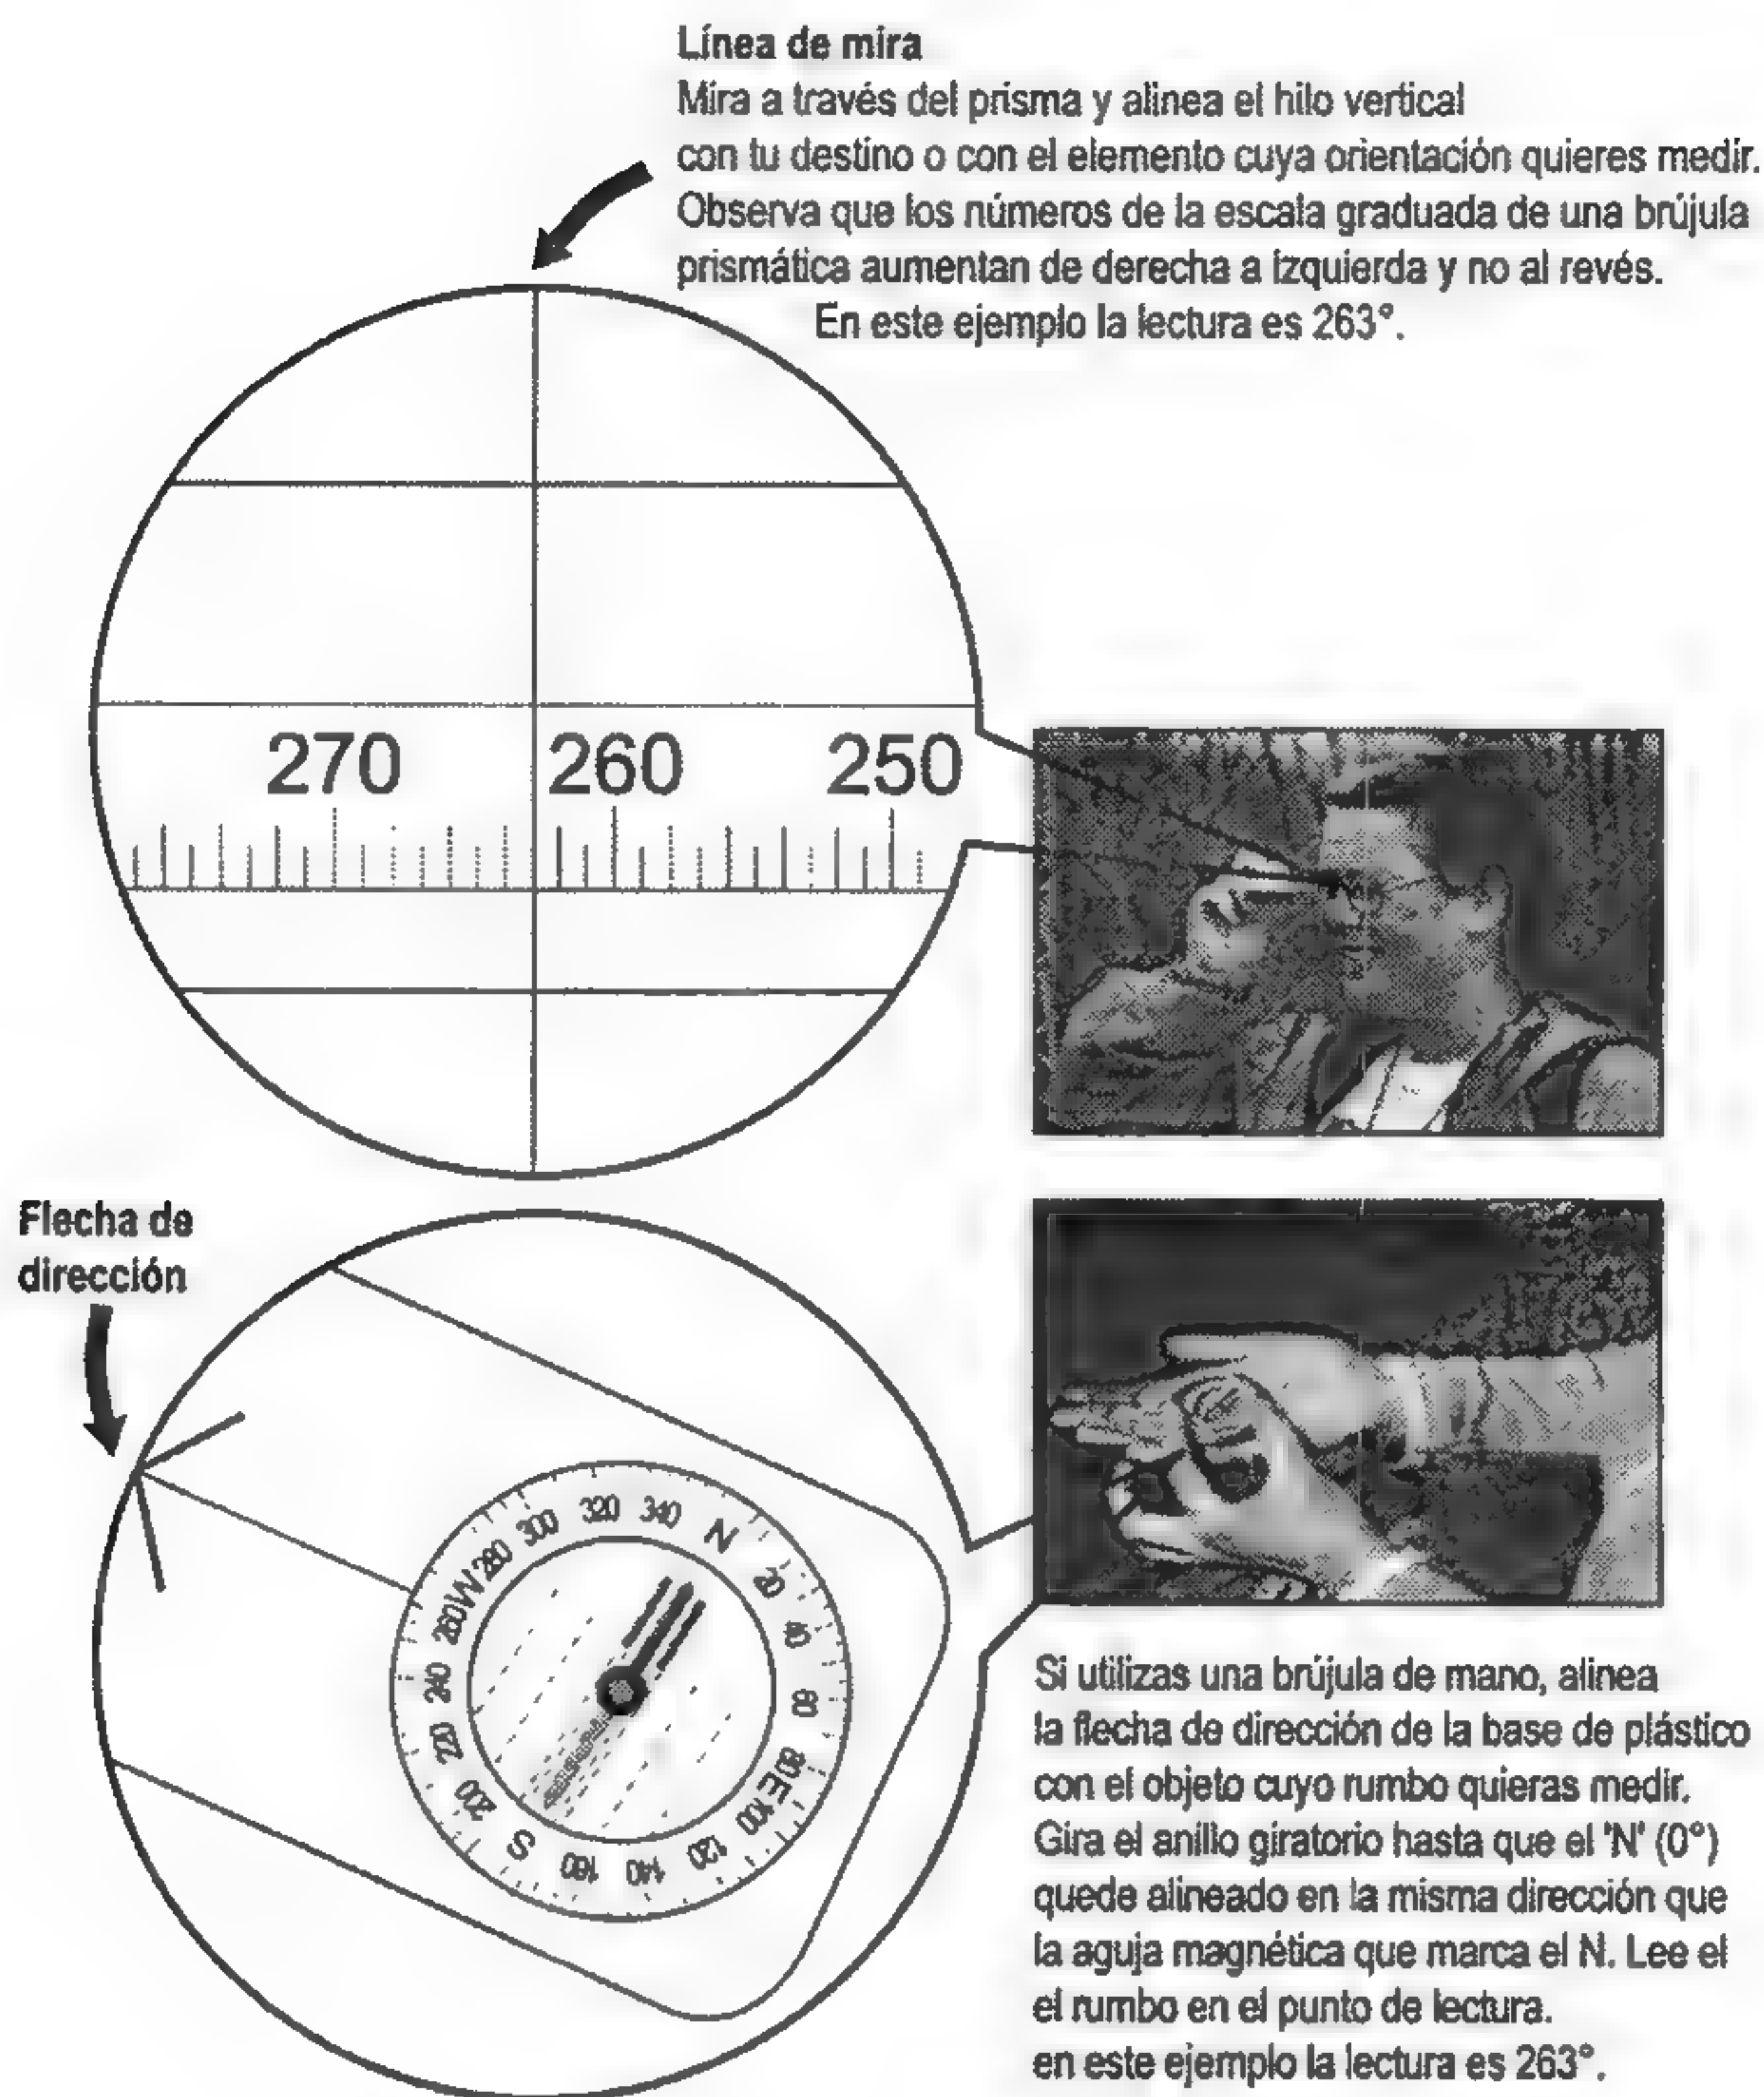 Línea de mira
Mira a través del prisma y alinea el hilo vertical
con tu destino o con el elemento cuya orientación quieres medir.
Observa que los números de la escala graduada de una brújula
prismática aumentan de derecha a izquierda y no al revés.
En este ejemplo la lectura es 263°.
270 260 250
Flecha de
dirección
N 20 40 60 80 E 100 120 140 160 S 200 220 240 260 W 280 300 320 340
Si utilizas una brújula de mano, alinea
la flecha de dirección de la base de plástico
con el objeto cuyo rumbo quieras medir.
Gira el anillo giratorio hasta que el 'N' (0°)
quede alineado en la misma dirección que
la aguja magnética que marca el N. Lee el
el rumbo en el punto de lectura.
en este ejemplo la lectura es 263°.